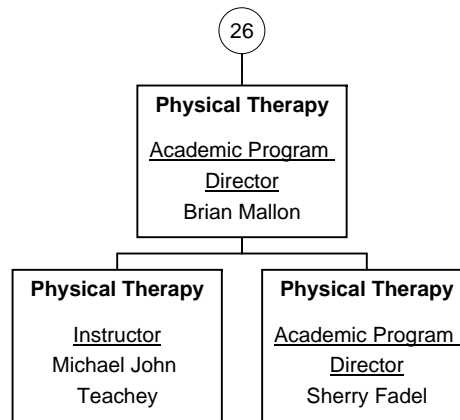 26
Physical Therapy
Academic Program
Director
Brian Mallon
Physical Therapy
Instructor
Michael John
Teachey
Physical Therapy
Academic Program
Director
Sherry Fadel